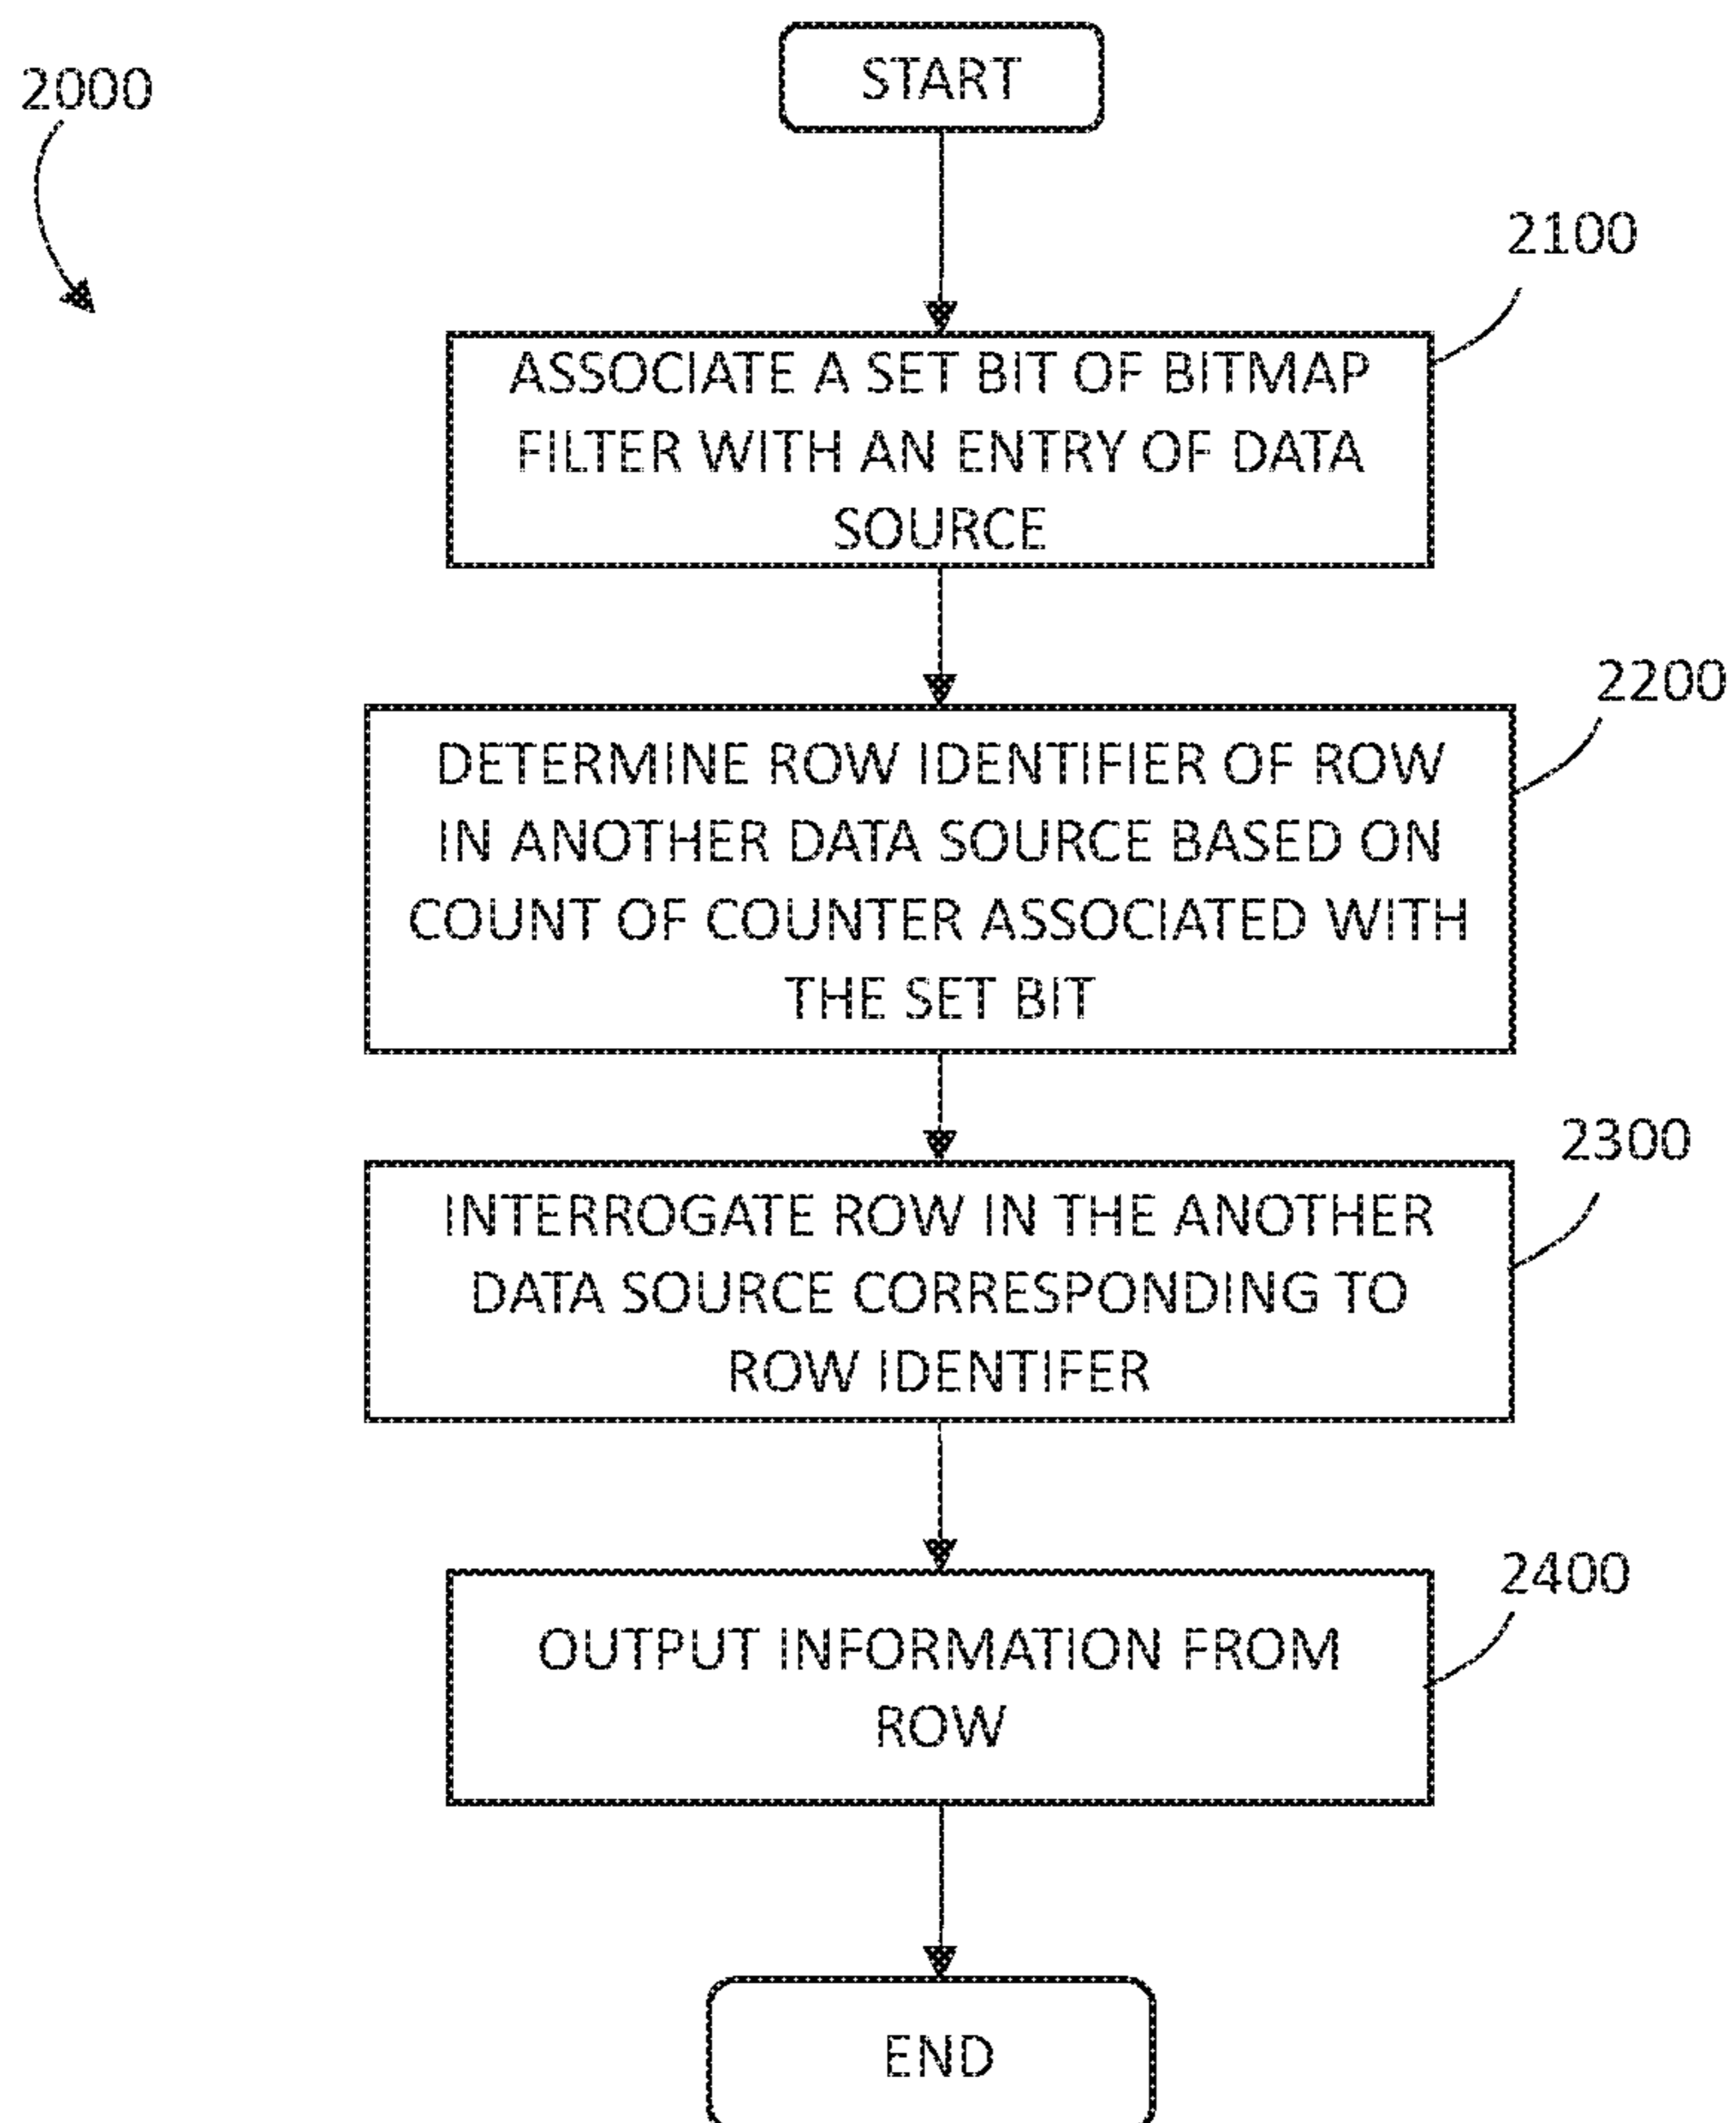 START
2000
2100
ASSOCIATE A SET BIT OF BITMAP
FILTER WITH AN ENTRY OF DATA
SOURCE
2200
DETERMINE ROW IDENTIFIER OF ROW
IN ANOTHER DATA SOURCE BASED ON
COUNT OF COUNTER ASSOCIATED WITH
THE SET BIT
2300
INTERROGATE ROW IN THE ANOTHER
DATA SOURCE CORRESPONDING TO
ROW IDENTIFER
2400
OUTPUT INFORMATION FROM
ROW
END